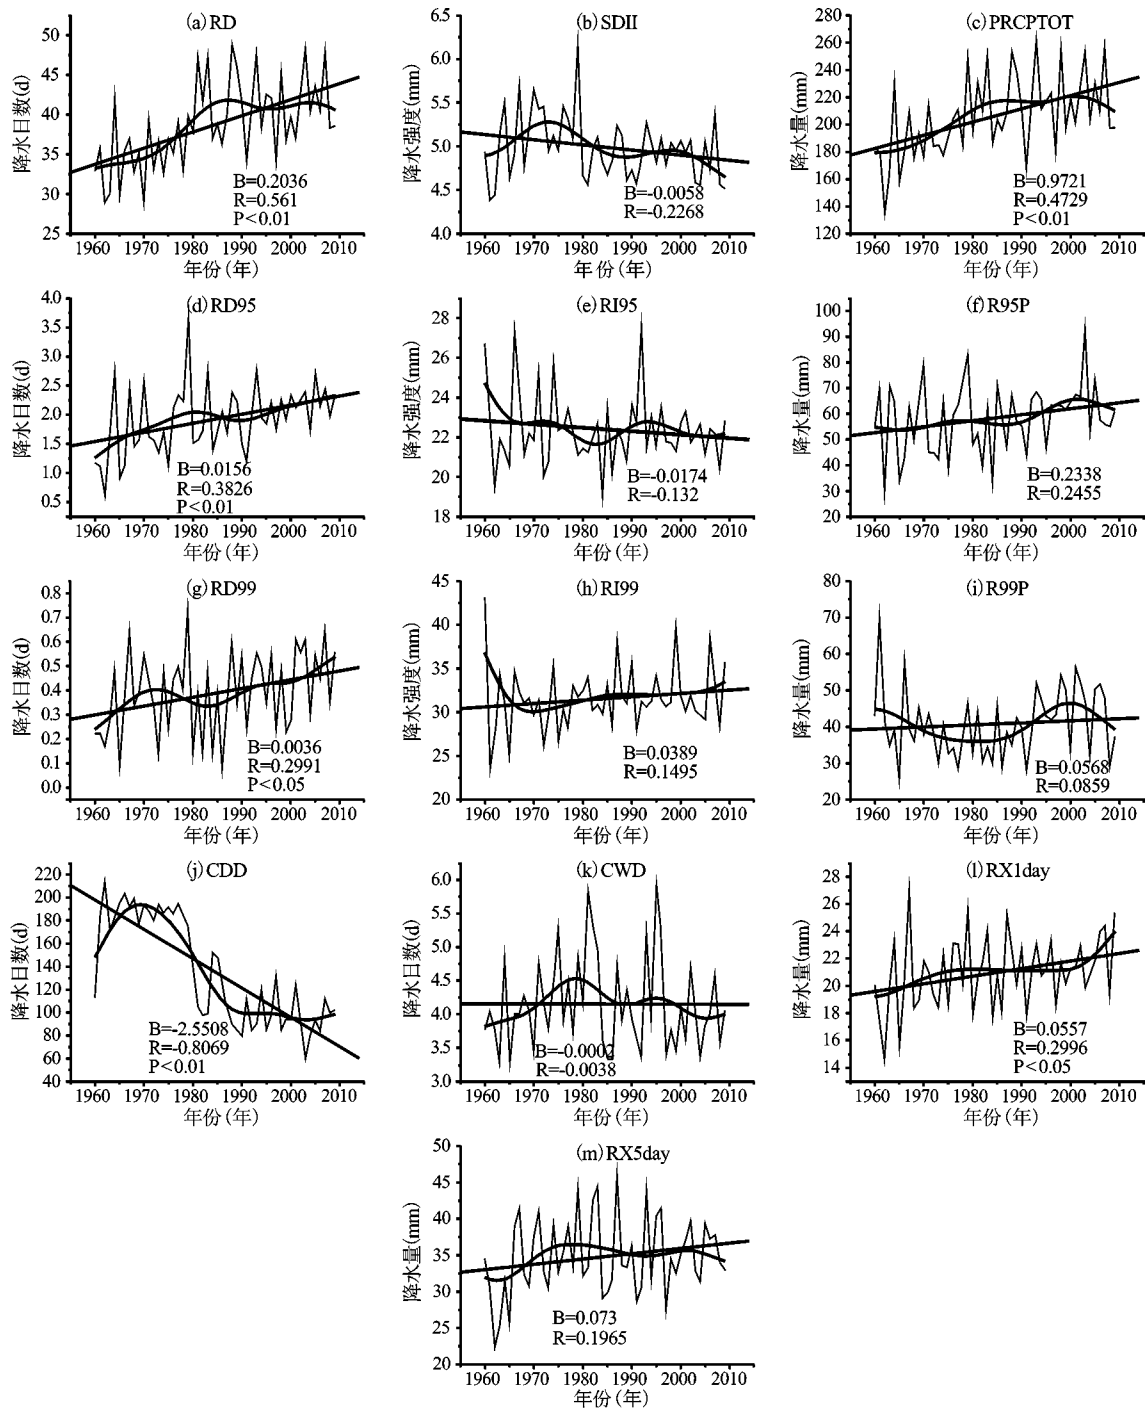 (a)RD
降水日数(d)
50
45
40
35
30
25
B=0.2036
R=0.561
P<0.01
1960 1970 1980 1990 2000 2010
年份(年)
(b)SDII
降水强度(mm)
6.5
6.0
5.5
5.0
4.5
4.0
B=-0.0058
R=-0.2268
1960 1970 1980 1990 2000 2010
年份(年)
(c)PRCPTOT
降水量(mm)
280
260
240
220
200
180
160
140
120
B=0.9721
R=0.4729
P<0.01
1960 1970 1980 1990 2000 2010
年份(年)
(d)RD95
降水日数(d)
4.0
3.5
3.0
2.5
2.0
1.5
1.0
0.5
B=0.0156
R=0.3826
P<0.01
1960 1970 1980 1990 2000 2010
年份(年)
(e)RI95
降水强度(mm)
28
26
24
22
20
18
B=-0.0174
R=-0.132
1960 1970 1980 1990 2000 2010
年份(年)
(f)R95P
降水量(mm)
100
90
80
70
60
50
40
30
20
B=0.2338
R=0.2455
1960 1970 1980 1990 2000 2010
年份(年)
(g)RD99
降水日数(d)
0.8
0.7
0.6
0.5
0.4
0.3
0.2
0.1
0.0
B=0.0036
R=0.2991
P<0.05
1960 1970 1980 1990 2000 2010
年份(年)
(h)RI99
降水强度(mm)
45
40
35
30
25
20
B=0.0389
R=0.1495
1960 1970 1980 1990 2000 2010
年份(年)
(i)R99P
降水量(mm)
80
70
60
50
40
30
20
B=0.0568
R=0.0859
1960 1970 1980 1990 2000 2010
年份(年)
(j)CDD
降水日数(d)
220
200
180
160
140
120
100
80
60
40
B=-2.5508
R=-0.8069
P<0.01
1960 1970 1980 1990 2000 2010
年份(年)
(k)CWD
降水日数(d)
6.0
5.5
5.0
4.5
4.0
3.5
3.0
B=-0.0002
R=-0.0038
1960 1970 1980 1990 2000 2010
年份(年)
(l)RX1day
降水量(mm)
28
26
24
22
20
18
16
14
B=0.0557
R=0.2996
P<0.05
1960 1970 1980 1990 2000 2010
年份(年)
(m)RX5day
降水量(mm)
50
45
40
35
30
25
20
B=0.073
R=0.1965
1960 1970 1980 1990 2000 2010
年份(年)